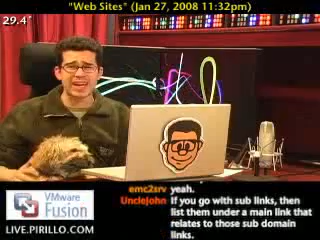 "Web Sites" (Jan 27, 2008 11:32pm)
29.4°
emc2srv yeah.
UncleJohn If you go with sub links, then
list them under a main link that
relates to those sub domain
links.
VMware
Fusion
LIVE.PIRILLO.COM